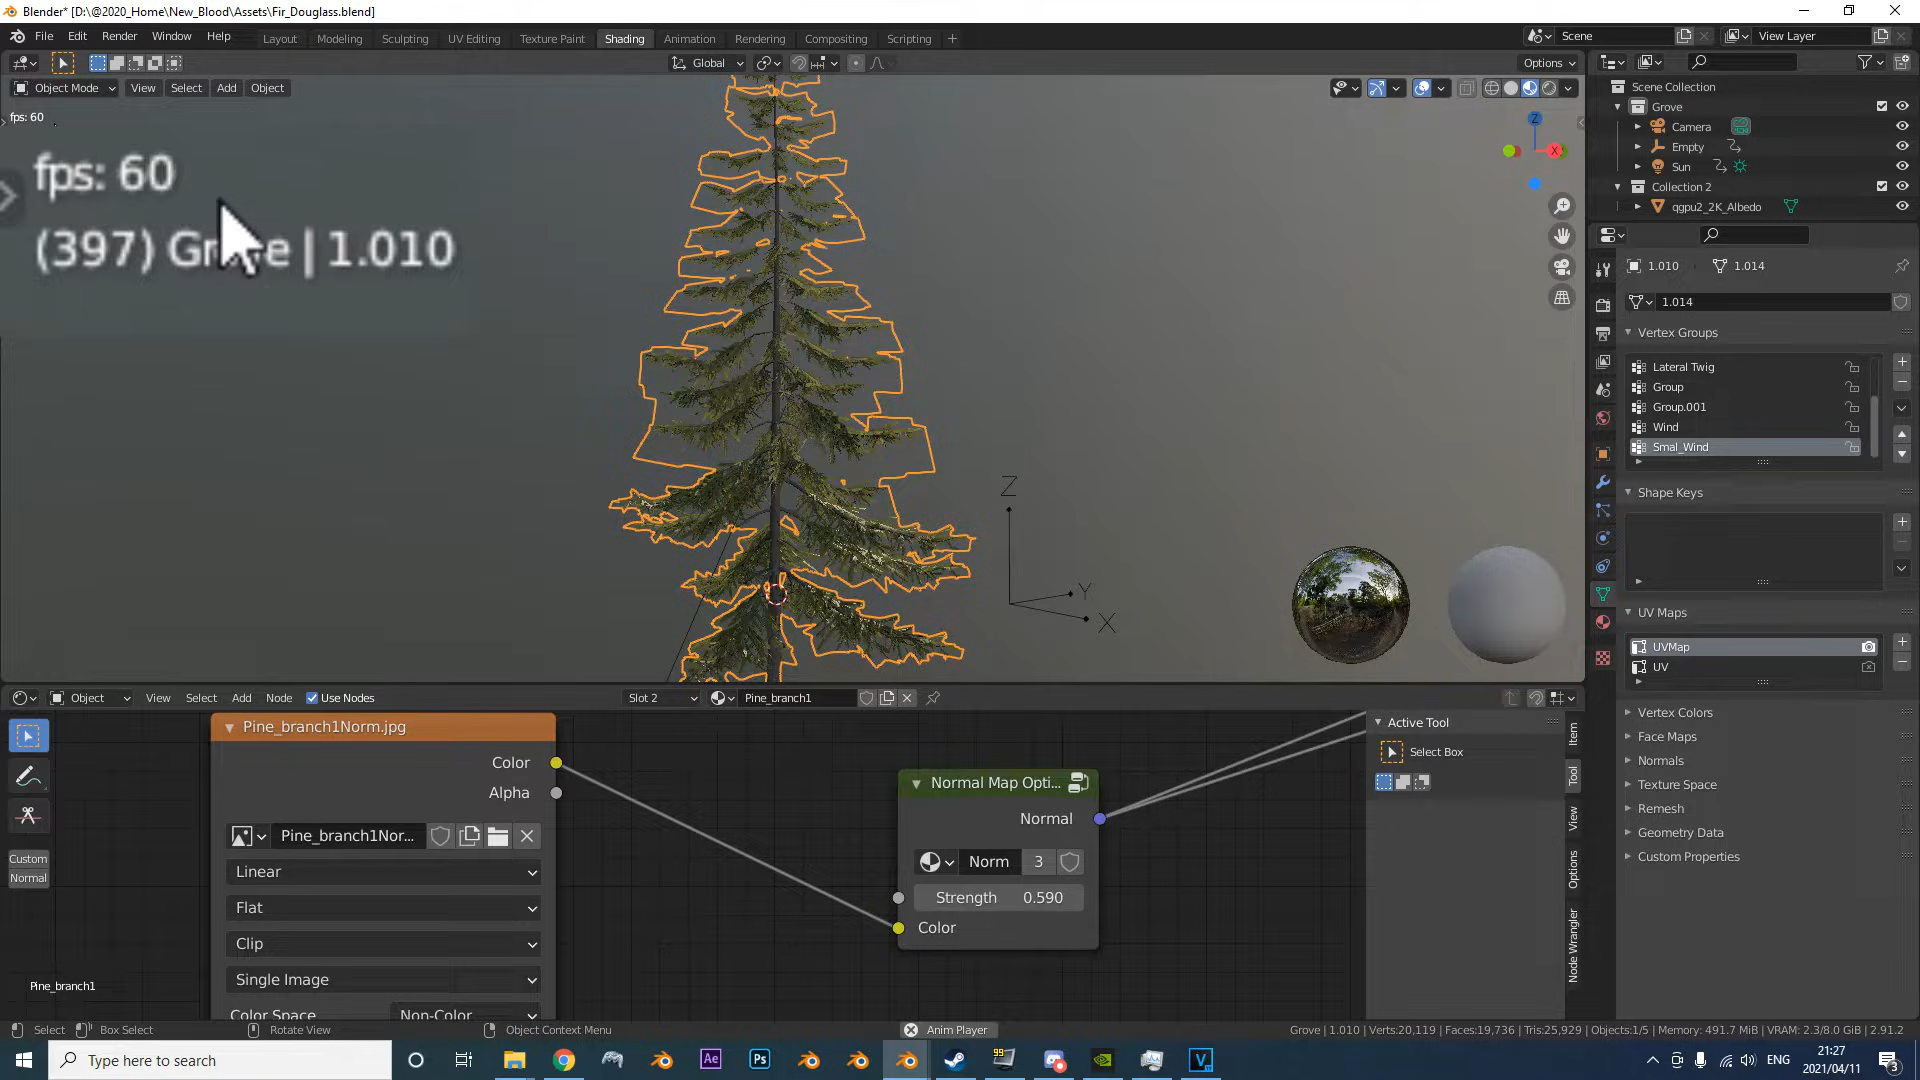 Blender* [D:\@2020_Home\New_Blood\Assets\Fir_Douglass.blend]
File Edit Render Window Help
Layout Modeling Sculpting UV Editing Texture Paint Shading Animation Rendering Compositing Scripting
Scene
View Layer
Global
Options
Object Mode View Select Add Object
fps: 60
fps: 60
(397) Grove | 1.010
Z
X
Z
Y
X
Scene Collection
Grove
Camera
Empty
Sun
Collection 2
qgpu2_2K_Albedo
1.010
1.014
1.014
Vertex Groups
Lateral Twig
Group
Group.001
Wind
Smal_Wind
Shape Keys
UV Maps
UVMap
UV
Vertex Colors
Face Maps
Normals
Texture Space
Remesh
Geometry Data
Custom Properties
Object View Select Add Node Use Nodes
Slot 2
Pine_branch1
Custom
Normal
Pine_branch1
Pine_branch1Norm.jpg
Color
Alpha
Pine_branch1Nor...
Linear
Flat
Clip
Single Image
Color Space Non-Color
Normal Map Opti...
Normal
Norm 3
Strength 0.590
Color
Active Tool
Select Box
Item
Tool
View
Options
Node Wrangler
Select Box Select Rotate View Object Context Menu
Anim Player
Grove | 1.010 | Verts:20,119 | Faces:19,736 | Tris:25,929 | Objects:1/5 | Memory: 491.7 MiB | VRAM: 2.3/8.0 GiB | 2.91.2
Type here to search
Ae
Ps
99
V
ENG
21:27
2021/04/11
3